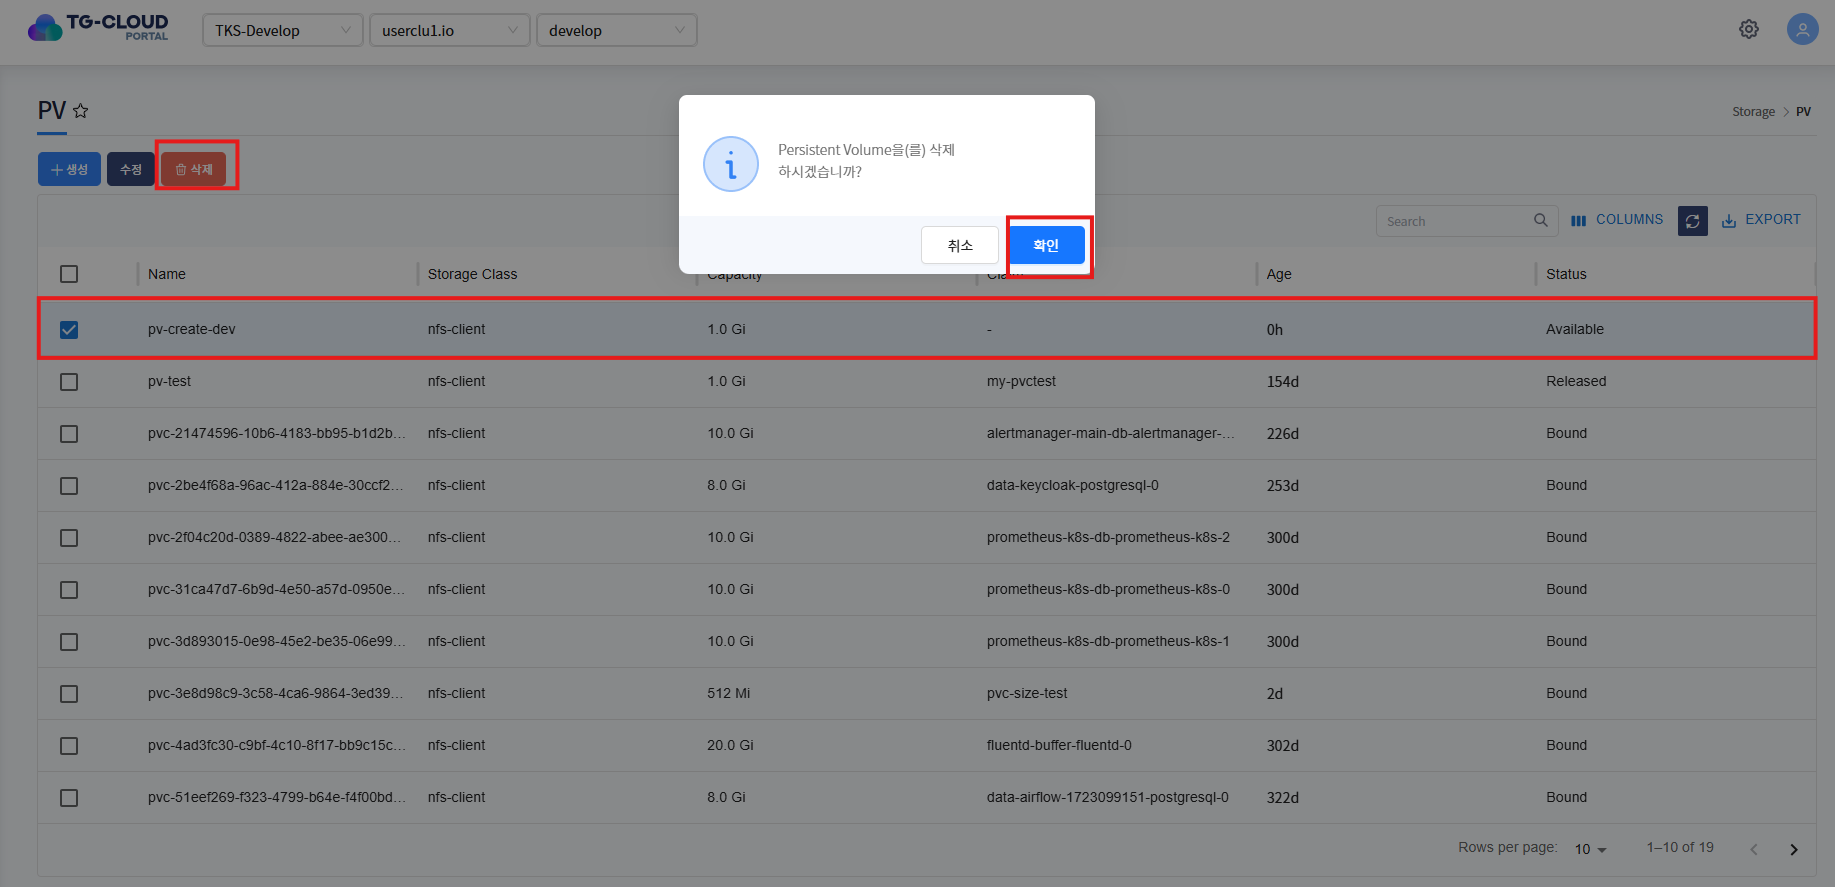 TG-CLOUD
PORTAL
TKS-Develop
userclu1.io
develop
PV
Storage > PV
생성
수정
삭제
Persistent Volume을(를) 삭제
하시겠습니까?
취소
확인
Search
COLUMNS
EXPORT
Name Storage Class Capacity Claim Age Status
pv-create-dev nfs-client 1.0 Gi - 0h Available
pv-test nfs-client 1.0 Gi my-pvctest 154d Released
pvc-21474596-10b6-4183-bb95-b1d2b... nfs-client 10.0 Gi alertmanager-main-db-alertmanager-... 226d Bound
pvc-2be4f68a-96ac-412a-884e-30ccf2... nfs-client 8.0 Gi data-keycloak-postgresql-0 253d Bound
pvc-2f04c20d-0389-4822-abee-ae300... nfs-client 10.0 Gi prometheus-k8s-db-prometheus-k8s-2 300d Bound
pvc-31ca47d7-6b9d-4e50-a57d-0950e... nfs-client 10.0 Gi prometheus-k8s-db-prometheus-k8s-0 300d Bound
pvc-3d893015-0e98-45e2-be35-06e99... nfs-client 10.0 Gi prometheus-k8s-db-prometheus-k8s-1 300d Bound
pvc-3e8d98c9-3c58-4ca6-9864-3ed39... nfs-client 512 Mi pvc-size-test 2d Bound
pvc-4ad3fc30-c9bf-4c10-8f17-bb9c15c... nfs-client 20.0 Gi fluentd-buffer-fluentd-0 302d Bound
pvc-51eef269-f323-4799-b64e-f4f00bd... nfs-client 8.0 Gi data-airflow-1723099151-postgresql-0 322d Bound
Rows per page: 10 1–10 of 19